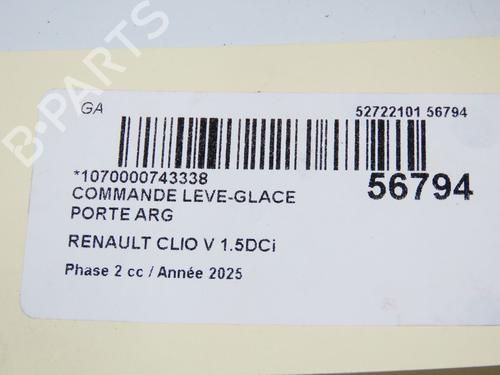 B-PARTS
GA
52722101 56794
*1070000743338
56794
COMMANDE LEVE-GLACE
PORTE ARG
RENAULT CLIO V 1.5DCi
Phase 2 cc / Année 2025